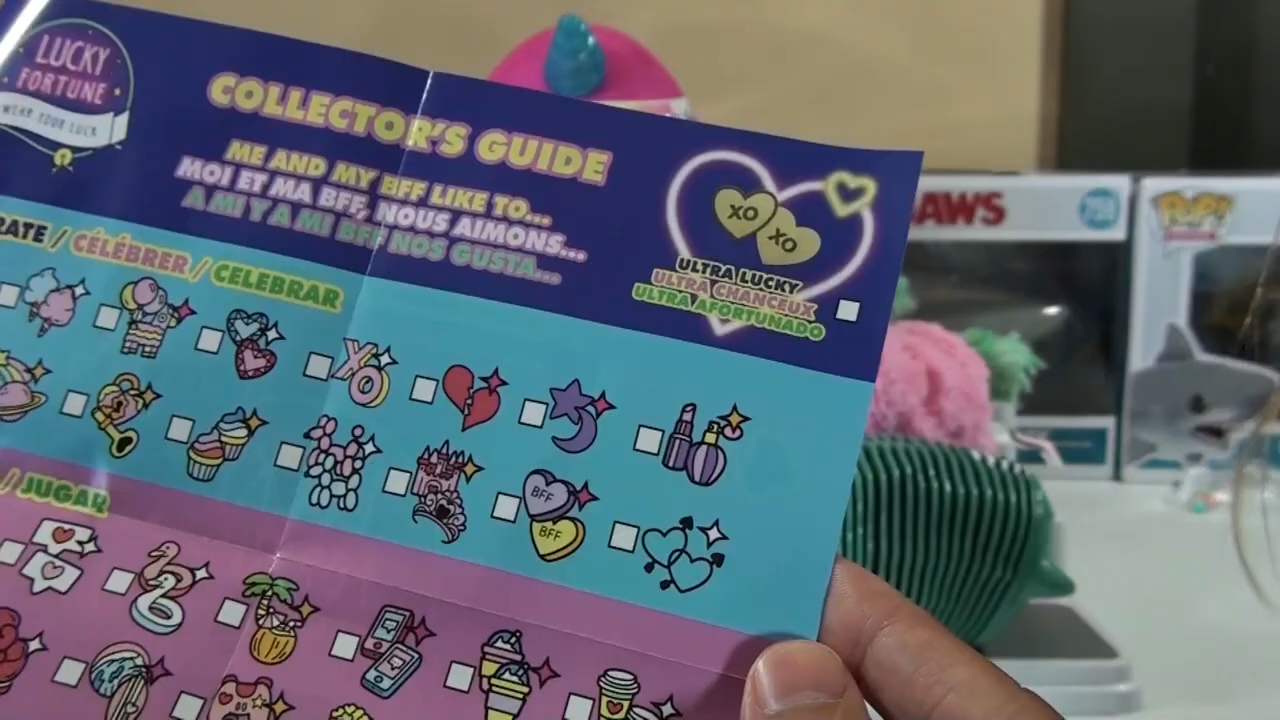 LUCKY
FORTUNE
WEAR YOUR LUCK
COLLECTOR'S GUIDE
ME AND MY BFF LIKE TO...
MOI ET MA BFF, NOUS AIMONS...
A MI Y A MI BFF NOS GUSTA...
XO
XO
ULTRA LUCKY
ULTRA CHANCEUX
ULTRA AFORTUNADO
RATE / CÉLÉBRER / CELEBRAR
XO
BFF
BFF
/ JUGAR
AWS
POP!